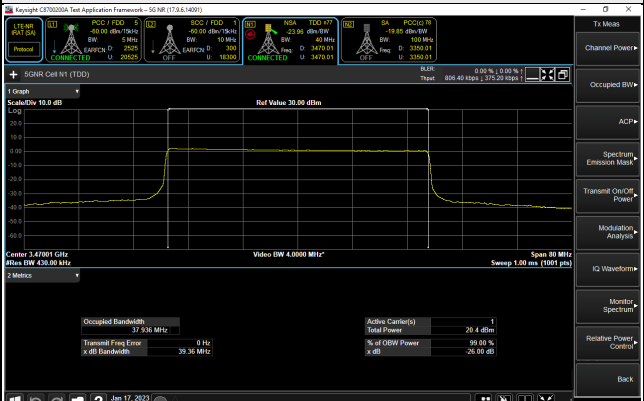 Keysight C8700200A Test Application Framework – 5G NR (17.9.6.14091)
LTE-NR
IRAT (SA)
Protocol
L1 PCC / FDD 5
-60.00 dBm/15kHz
BW: 5 MHz
EARFCN: D: 2525
U: 20525
CONNECTED
L2 SCC / FDD 1
-60.00 dBm/15kHz
BW: 10 MHz
EARFCN: D: 300
U: 18300
OFF
N1 NSA TDD n77
-23.96 dBm/BW
BW: 40 MHz
Freq: D: 3470.01
U: 3470.01
CONNECTED
N2 SA PCC(c) 78
-19.85 dBm/BW
BW: 100 MHz
Freq: D: 3350.01
U: 3350.01
OFF
5GNR Cell N1 (TDD)
BLER: 0.00 % ↓ 0.00 % ↑
Thput: 806.40 kbps ↓ 375.20 kbps ↑
1 Graph
Scale/Div 10.0 dB
Ref Value 30.00 dBm
Log
20.0
10.0
0.00
-10.0
-20.0
-30.0
-40.0
-50.0
-60.0
Center 3.47001 GHz
Video BW 4.0000 MHz*
Span 80 MHz
#Res BW 430.00 kHz
Sweep 1.00 ms (1001 pts)
2 Metrics
Occupied Bandwidth
37.936 MHz
Transmit Freq Error 0 Hz
x dB Bandwidth 39.36 MHz
Active Carrier(s) 1
Total Power 20.4 dBm
% of OBW Power 99.00 %
x dB -26.00 dB
Jan 17, 2023
Tx Meas
Channel Power
Occupied BW
ACP
Spectrum
Emission Mask
Transmit On/Off
Power
Modulation
Analysis
IQ Waveform
Monitor
Spectrum
Relative Power
Control
Back